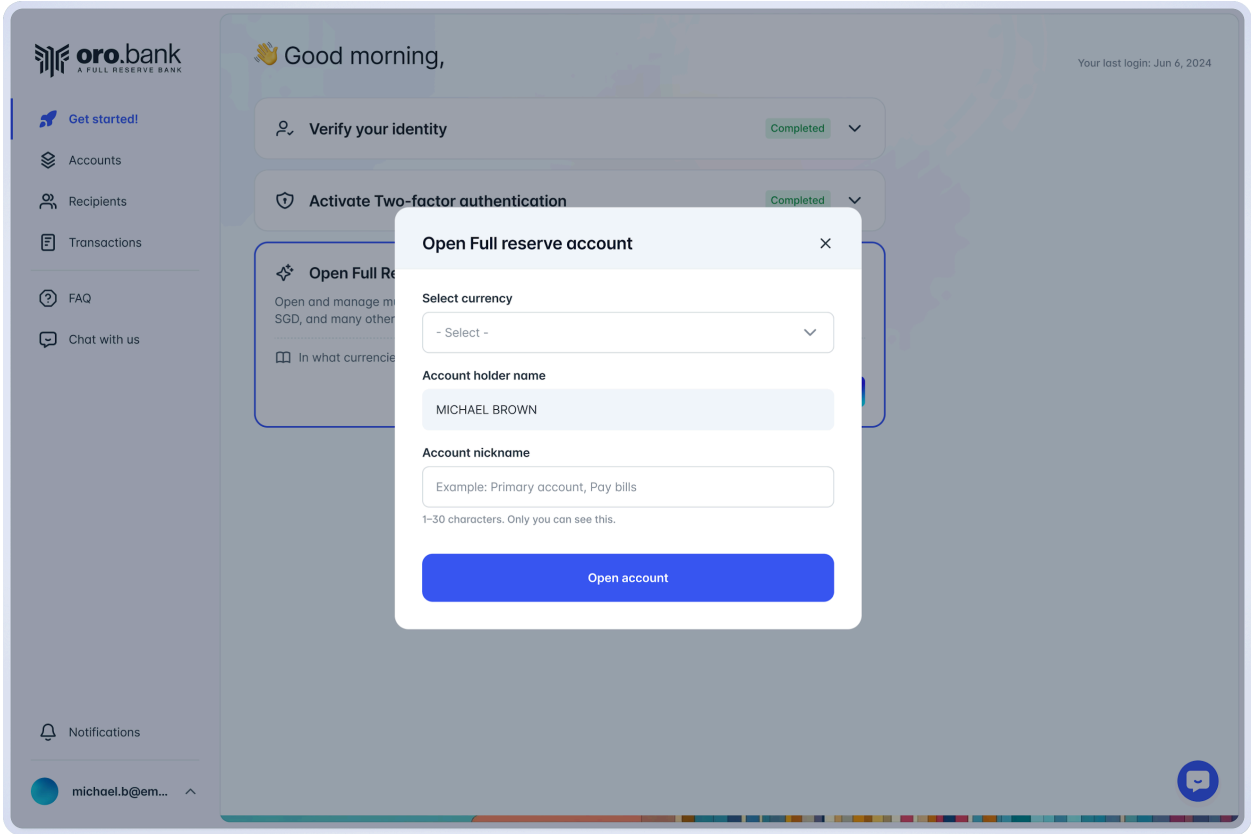 oro.bank
A FULL RESERVE BANK
Get started!
Accounts
Recipients
Transactions
FAQ
Chat with us
Notifications
michael.b@em...
Good morning,
Your last login: Jun 6, 2024
Verify your identity
Completed
Activate Two-factor authentication
Completed
Open Full Re
Open and manage m
SGD, and many other
In what currencie
Open Full reserve account
Select currency
- Select -
Account holder name
MICHAEL BROWN
Account nickname
Example: Primary account, Pay bills
1–30 characters. Only you can see this.
Open account